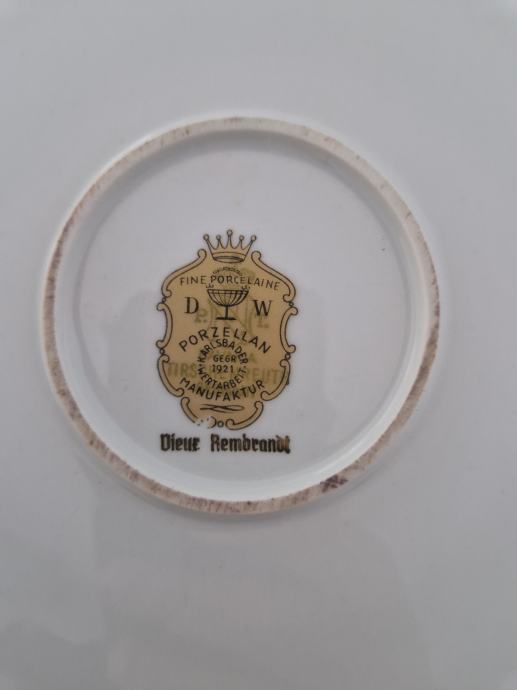 FINE PORCELAINE
D W
PORZELLAN
KARLSBADER
GEGR
1921
WERTARBEIT
MANUFAKTUR
Vieux Rembrandt